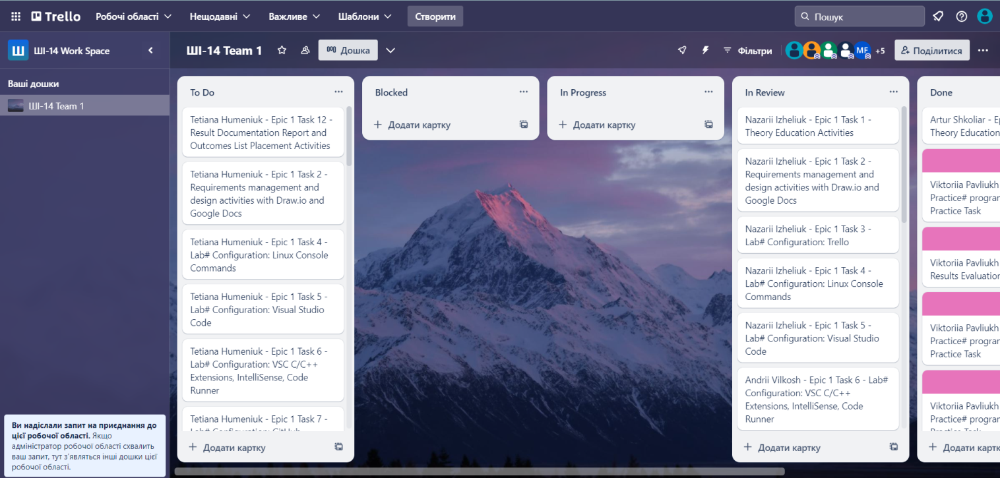 Trello
Робочі області
Нещодавні
Важливе
Шаблони
Створити
Пошук
Ш
ШІ-14 Work Space
ШІ-14 Team 1
Дошка
Фільтри
MF
+5
Поділитися
Ваші дошки
ШІ-14 Team 1
Ви надіслали запит на приєднання до
цієї робочої області. Якщо
адміністратор робочої області схвалить
ваш запит, тут з'являться інші дошки цієї
робочої області.
To Do
Tetiana Humeniuk - Epic 1 Task 12 -
Result Documentation Report and
Outcomes List Placement Activities
Tetiana Humeniuk - Epic 1 Task 2 -
Requirements management and
design activities with Draw.io and
Google Docs
Tetiana Humeniuk - Epic 1 Task 4 -
Lab# Configuration: Linux Console
Commands
Tetiana Humeniuk - Epic 1 Task 5 -
Lab# Configuration: Visual Studio
Code
Tetiana Humeniuk - Epic 1 Task 6 -
Lab# Configuration: VSC C/C++
Extensions, IntelliSense, Code
Runner
Tetiana Humeniuk - Epic 1 Task 7 -
Lab# Configuration: GitHub
Додати картку
Blocked
Додати картку
In Progress
Додати картку
In Review
Nazarii Izheliuk - Epic 1 Task 1 -
Theory Education Activities
Nazarii Izheliuk - Epic 1 Task 2 -
Requirements management and
design activities with Draw.io and
Google Docs
Nazarii Izheliuk - Epic 1 Task 3 -
Lab# Configuration: Trello
Nazarii Izheliuk - Epic 1 Task 4 -
Lab# Configuration: Linux Console
Commands
Nazarii Izheliuk - Epic 1 Task 5 -
Lab# Configuration: Visual Studio
Code
Andrii Vilkosh - Epic 1 Task 6 - Lab#
Configuration: VSC C/C++
Extensions, IntelliSense, Code
Runner
Додати картку
Done
Artur Shkoliar - Ep
Theory Education
Viktoriia Pavliukh
Practice# program
Practice Task
Viktoriia Pavliukh
Results Evaluation
Viktoriia Pavliukh
Practice# program
Practice Task
Viktoriia Pavliukh
Practice# program
Practice Task
Додати картк